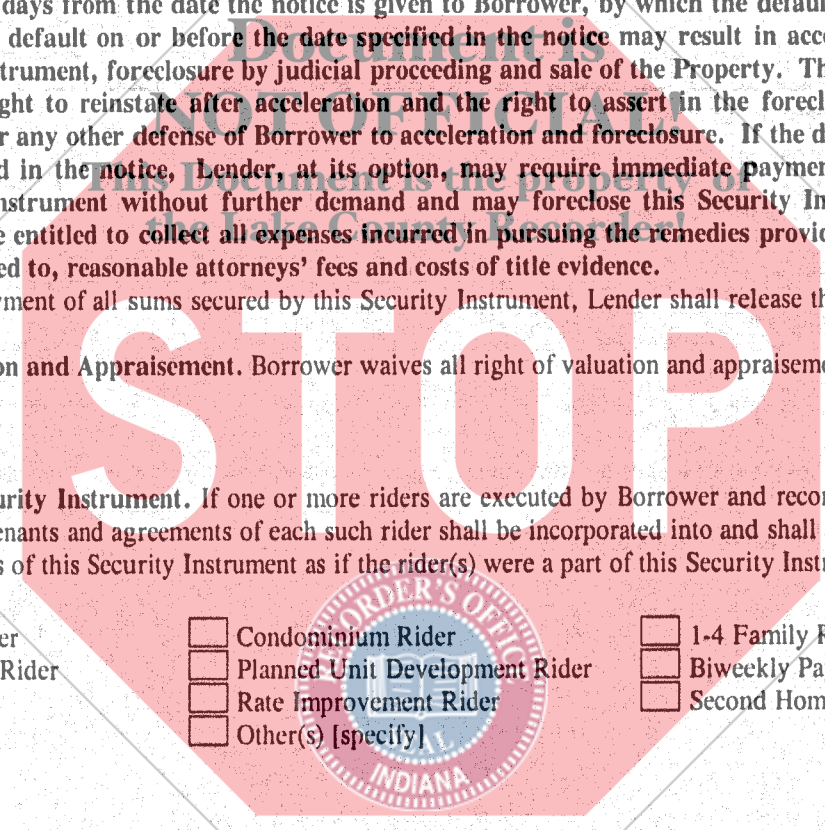 days from the date the notice is given to Borrower, by which the defaul
default on or before the date specified in the notice may result in acc
trument, foreclosure by judicial proceeding and sale of the Property. Th
ght to reinstate after acceleration and the right to assert in the forecl
r any other defense of Borrower to acceleration and foreclosure. If the d
d in the notice, Lender, at its option, may require immediate paymen
nstrument without further demand and may foreclose this Security In
e entitled to collect all expenses incurred in pursuing the remedies provi
ed to, reasonable attorneys' fees and costs of title evidence.
yment of all sums secured by this Security Instrument, Lender shall release th
on and Appraisement. Borrower waives all right of valuation and appraiseme
urity Instrument. If one or more riders are executed by Borrower and recor
enants and agreements of each such rider shall be incorporated into and shall
s of this Security Instrument as if the rider(s) were a part of this Security Inst
er Condominium Rider 1-4 Family R
Rider Planned Unit Development Rider Biweekly Pa
Rate Improvement Rider Second Hom
Other(s) [specify]
Document is
NOT OFFICIAL!
This Document is the property of
the Lake County Recorder!
STOP
RECORDER'S OFFICE
SEAL
INDIANA